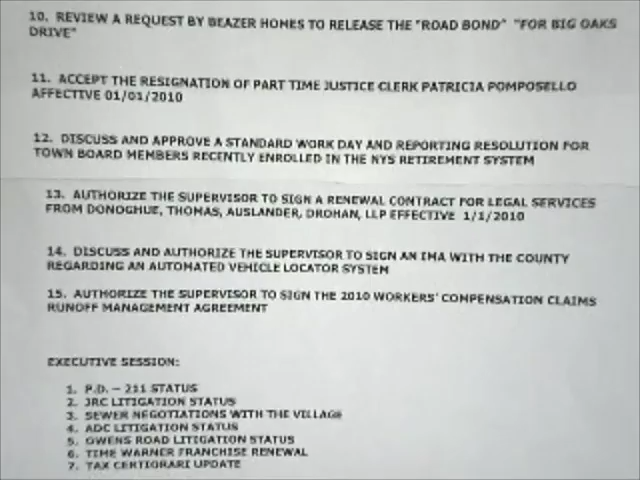 10. REVIEW A REQUEST BY BEAZER HOMES TO RELEASE THE "ROAD BOND" "FOR BIG OAKS
DRIVE"
11. ACCEPT THE RESIGNATION OF PART TIME JUSTICE CLERK PATRICIA POMPOSELLO
AFFECTIVE 01/01/2010
12. DISCUSS AND APPROVE A STANDARD WORK DAY AND REPORTING RESOLUTION FOR
TOWN BOARD MEMBERS RECENTLY ENROLLED IN THE NYS RETIREMENT SYSTEM
13. AUTHORIZE THE SUPERVISOR TO SIGN A RENEWAL CONTRACT FOR LEGAL SERVICES
FROM DONOGHUE, THOMAS, AUSLANDER, DROHAN, LLP EFFECTIVE 1/1/2010
14. DISCUSS AND AUTHORIZE THE SUPERVISOR TO SIGN AN IMA WITH THE COUNTY
REGARDING AN AUTOMATED VEHICLE LOCATOR SYSTEM
15. AUTHORIZE THE SUPERVISOR TO SIGN THE 2010 WORKERS' COMPENSATION CLAIMS
RUNOFF MANAGEMENT AGREEMENT
EXECUTIVE SESSION:
1. P.D. – 211 STATUS
2. JRC LITIGATION STATUS
3. SEWER NEGOTIATIONS WITH THE VILLAGE
4. ADC LITIGATION STATUS
5. OWENS ROAD LITIGATION STATUS
6. TIME WARNER FRANCHISE RENEWAL
7. TAX CERTIORARI UPDATE